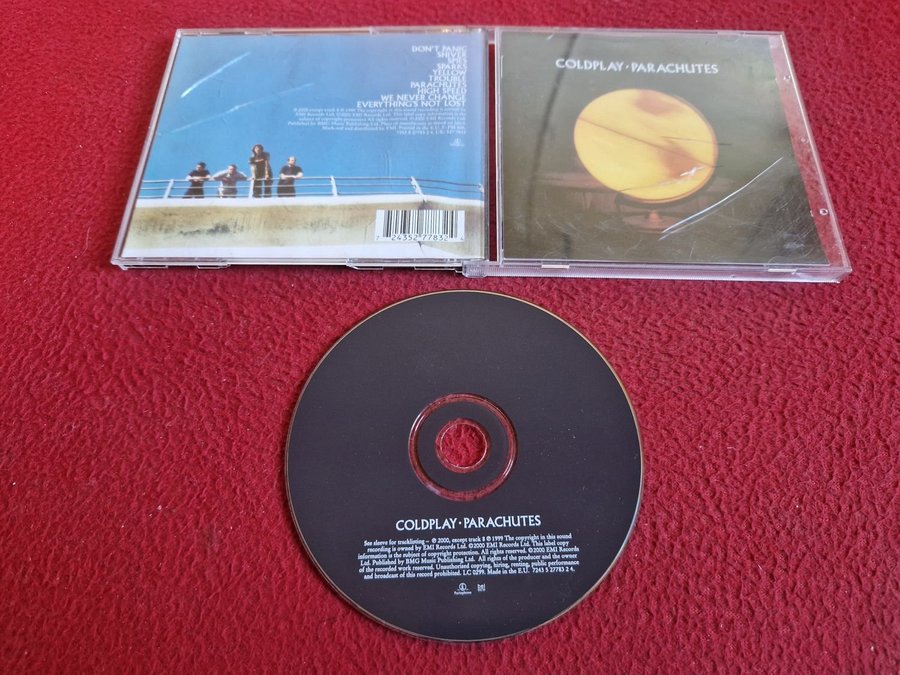 DON'T PANIC
SHIVER
SPIES
SPARKS
YELLOW
TROUBLE
PARACHUTES
HIGH SPEED
WE NEVER CHANGE
EVERYTHING'S NOT LOST
7 24352 77832 4
COLDPLAY · PARACHUTES
COLDPLAY · PARACHUTES
See sleeve for tracklisting – ℗ 2000, except track 8 ℗ 1999 The copyright in this sound
recording is owned by EMI Records Ltd. ©2000 EMI Records Ltd. This label copy
information is the subject of copyright protection. All rights reserved. ©2000 EMI Records
Ltd. Published by BMG Music Publishing Ltd. All rights of the producer and the owner
of the recorded work reserved. Unauthorised copying, hiring, renting, public performance
and broadcast of this record prohibited. LC 0299. Made in the E.U. 7243 5 27783 2 4.
Parlophone